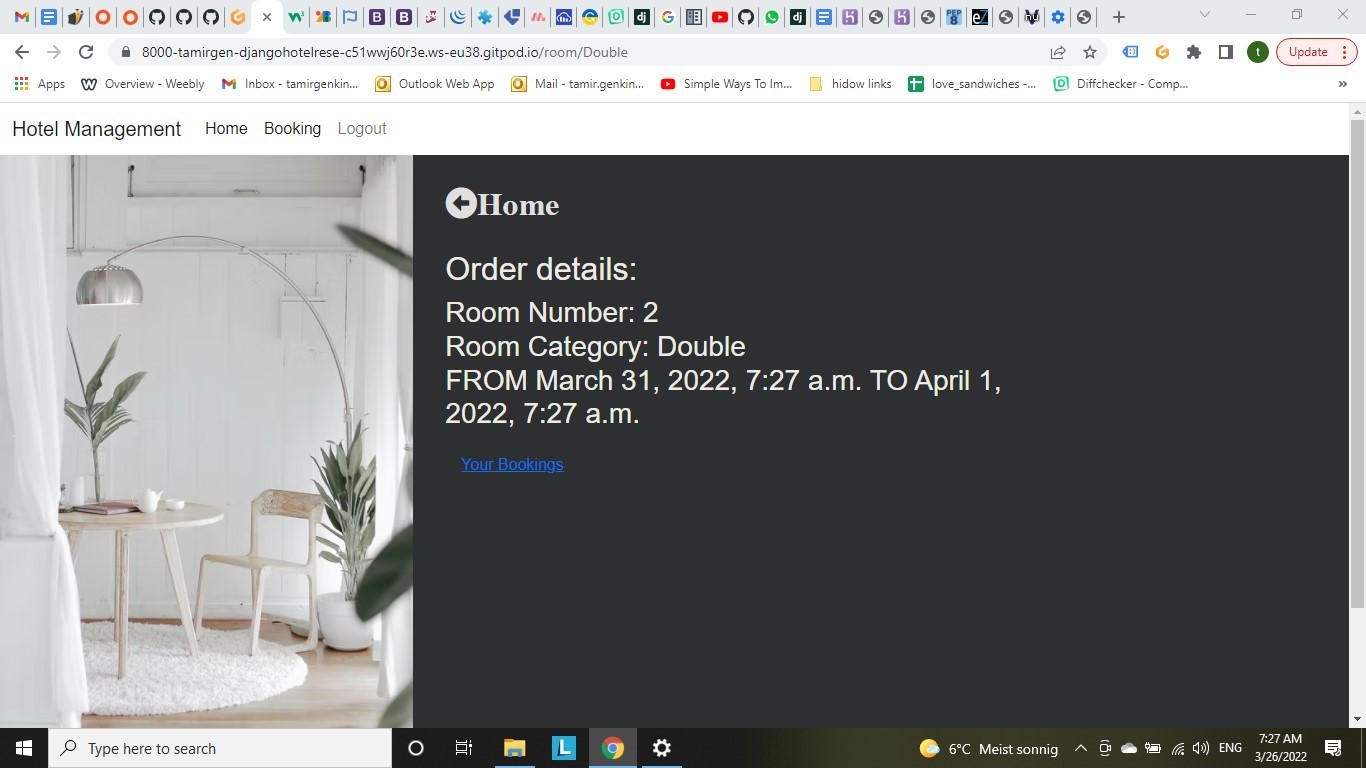 8000-tamirgen-djangohotelrese-c51wwj60r3e.ws-eu38.gitpod.io/room/Double
Update
Apps Overview - Weebly Inbox - tamirgenkin... Outlook Web App Mail - tamir.genkin... Simple Ways To Im... hidow links love_sandwiches -... Diffchecker - Comp... »
Hotel Management Home Booking Logout
Home
Order details:
Room Number: 2
Room Category: Double
FROM March 31, 2022, 7:27 a.m. TO April 1,
2022, 7:27 a.m.
Your Bookings
Type here to search
6°C Meist sonnig
ENG
7:27 AM
3/26/2022